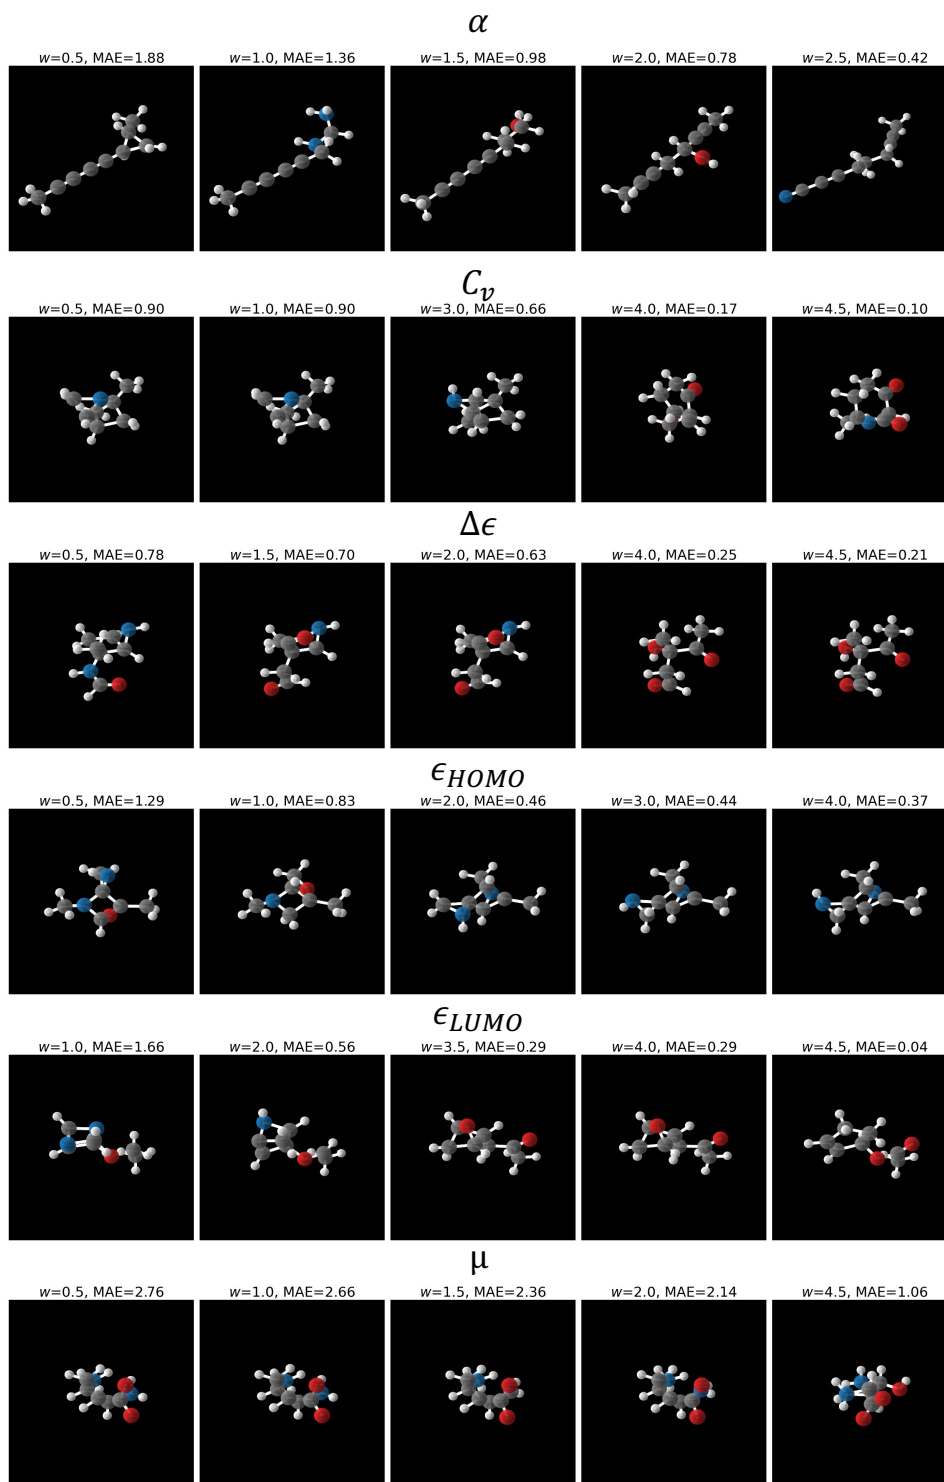 α
w=0.5, MAE=1.88 w=1.0, MAE=1.36 w=1.5, MAE=0.98 w=2.0, MAE=0.78 w=2.5, MAE=0.42
C_v
w=0.5, MAE=0.90 w=1.0, MAE=0.90 w=3.0, MAE=0.66 w=4.0, MAE=0.17 w=4.5, MAE=0.10
Δϵ
w=0.5, MAE=0.78 w=1.5, MAE=0.70 w=2.0, MAE=0.63 w=4.0, MAE=0.25 w=4.5, MAE=0.21
ϵ_HOMO
w=0.5, MAE=1.29 w=1.0, MAE=0.83 w=2.0, MAE=0.46 w=3.0, MAE=0.44 w=4.0, MAE=0.37
ϵ_LUMO
w=1.0, MAE=1.66 w=2.0, MAE=0.56 w=3.5, MAE=0.29 w=4.0, MAE=0.29 w=4.5, MAE=0.04
μ
w=0.5, MAE=2.76 w=1.0, MAE=2.66 w=1.5, MAE=2.36 w=2.0, MAE=2.14 w=4.5, MAE=1.06